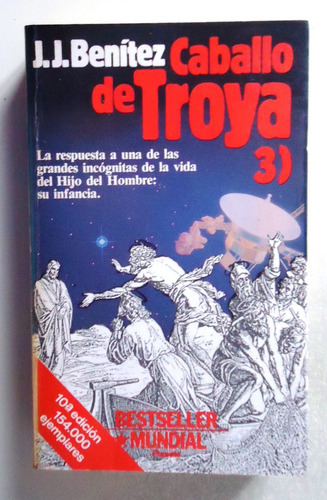 J.J.Benítez Caballo
de Troya
3)
La respuesta a una de las
grandes incógnitas de la vida
del Hijo del Hombre:
su infancia.
10ª edición
154.000
ejemplares
BESTSELLER
MUNDIAL